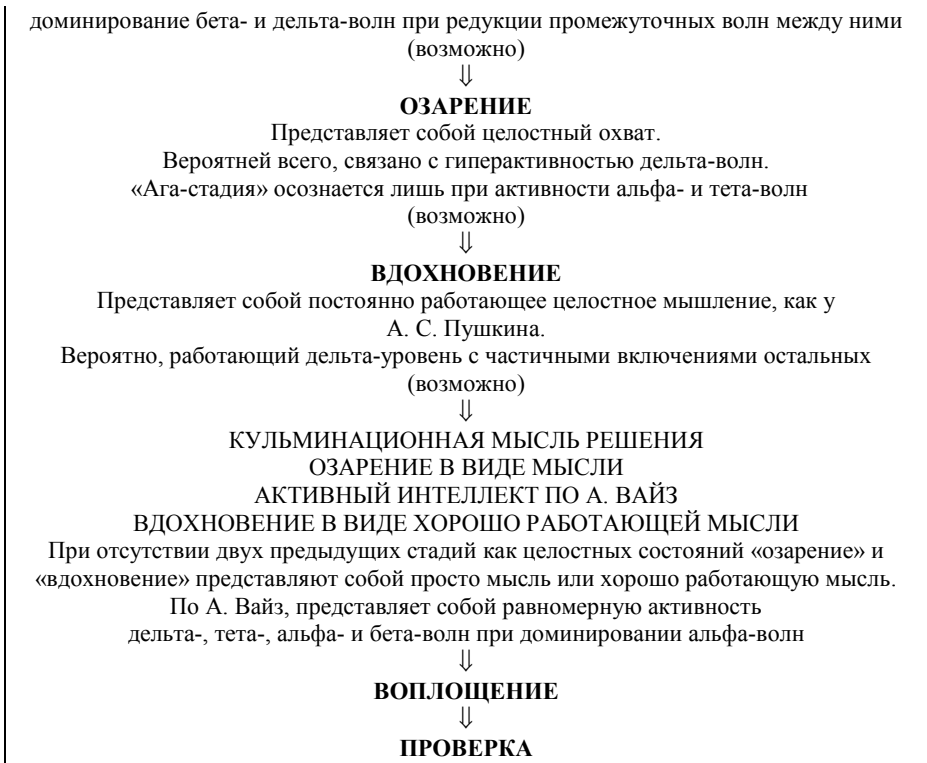 доминирование бета- и дельта-волн при редукции промежуточных волн между ними
(возможно)
⇓
ОЗАРЕНИЕ
Представляет собой целостный охват.
Вероятней всего, связано с гиперактивностью дельта-волн.
«Ага-стадия» осознается лишь при активности альфа- и тета-волн
(возможно)
⇓
ВДОХНОВЕНИЕ
Представляет собой постоянно работающее целостное мышление, как у
А. С. Пушкина.
Вероятно, работающий дельта-уровень с частичными включениями остальных
(возможно)
⇓
КУЛЬМИНАЦИОННАЯ МЫСЛЬ РЕШЕНИЯ
ОЗАРЕНИЕ В ВИДЕ МЫСЛИ
АКТИВНЫЙ ИНТЕЛЛЕКТ ПО А. ВАЙЗ
ВДОХНОВЕНИЕ В ВИДЕ ХОРОШО РАБОТАЮЩЕЙ МЫСЛИ
При отсутствии двух предыдущих стадий как целостных состояний «озарение» и
«вдохновение» представляют собой просто мысль или хорошо работающую мысль.
По А. Вайз, представляет собой равномерную активность
дельта-, тета-, альфа- и бета-волн при доминировании альфа-волн
⇓
ВОПЛОЩЕНИЕ
⇓
ПРОВЕРКА